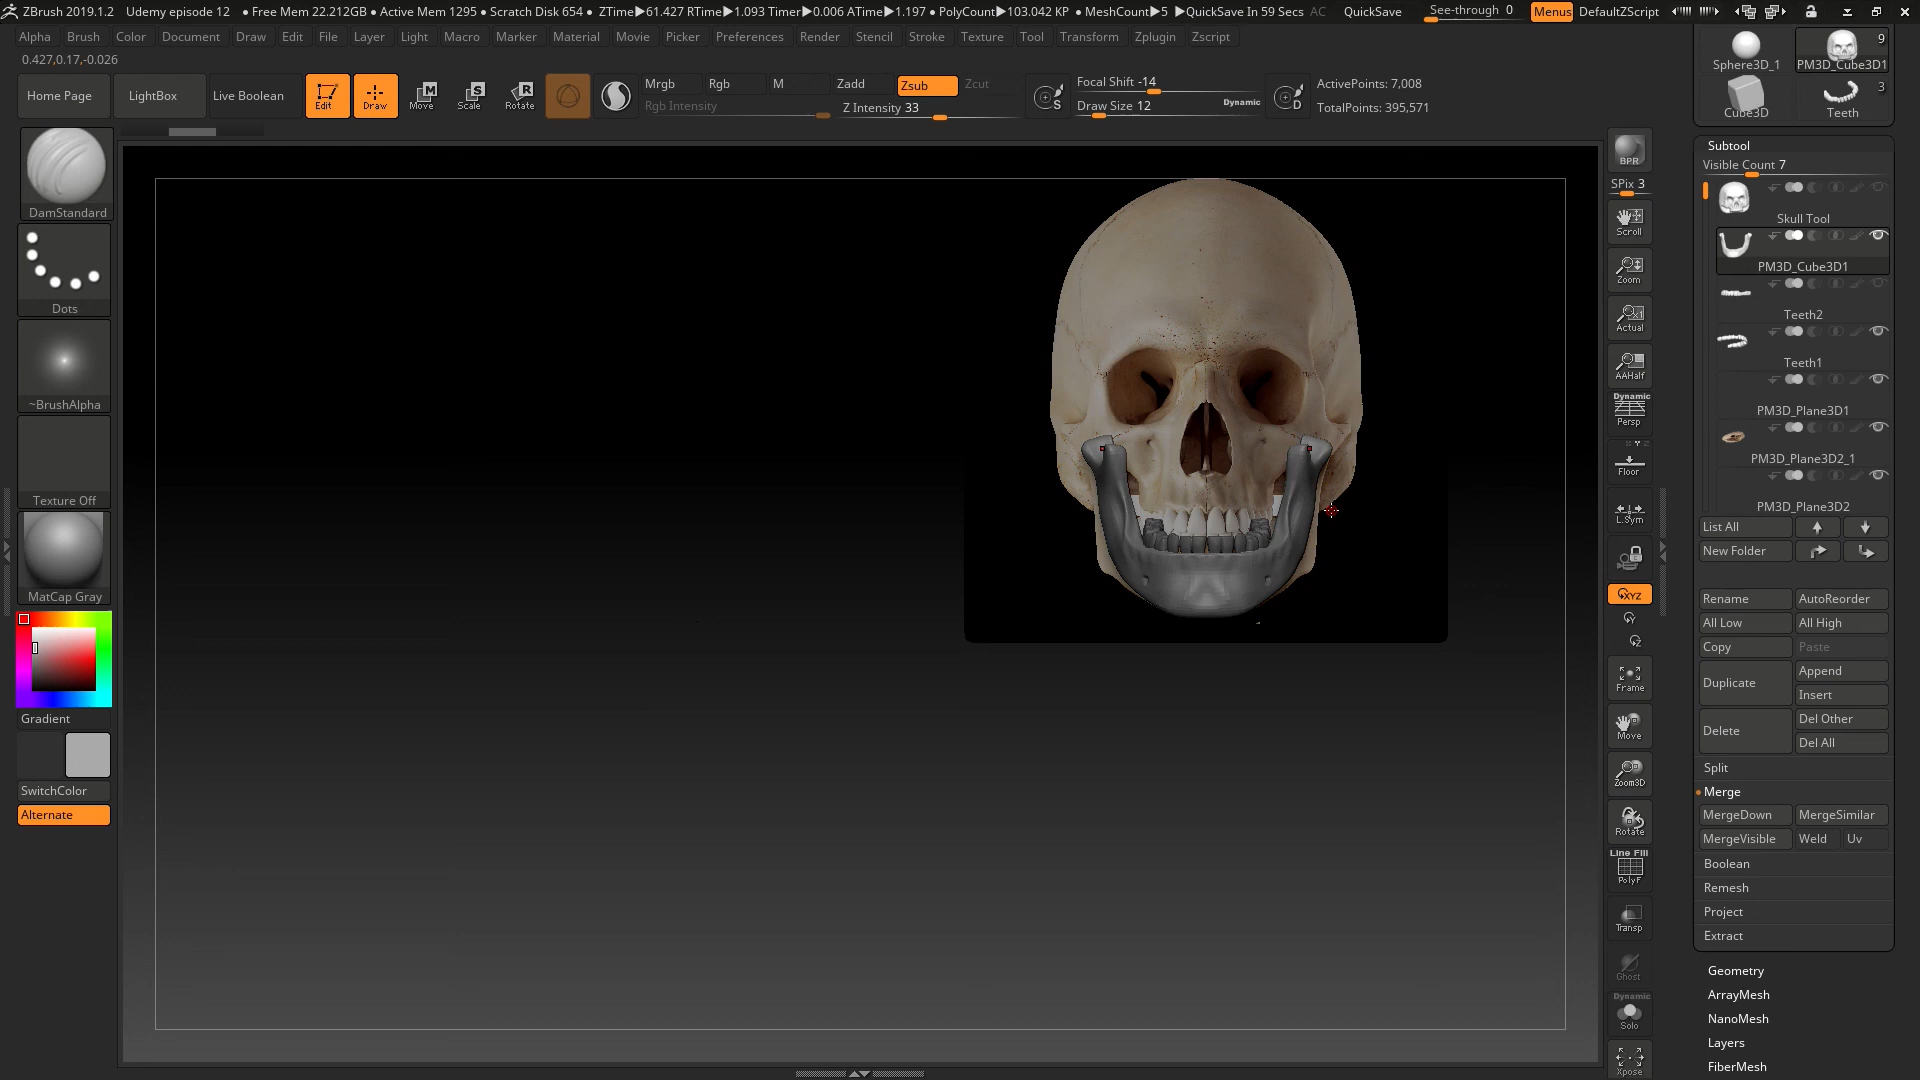 ZBrush 2019.1.2 Udemy episode 12 ● Free Mem 22.212GB ● Active Mem 1295 ● Scratch Disk 654 ● ZTime▶61.427 RTime▶1.093 Timer▶0.006 ATime▶1.197 ● PolyCount▶103.042 KP ● MeshCount▶5 ▶QuickSave In 59 Secs AC QuickSave See-through 0 Menus DefaultZScript
Alpha Brush Color Document Draw Edit File Layer Light Macro Marker Material Movie Picker Preferences Render Stencil Stroke Texture Tool Transform Zplugin Zscript
0.427,0.17,-0.026
Home Page LightBox Live Boolean Edit Draw Move Scale Rotate
Mrgb Rgb M Zadd Zsub Zcut
Rgb Intensity Z Intensity 33
S Focal Shift -14
Draw Size 12 Dynamic
D
ActivePoints: 7,008
TotalPoints: 395,571
DamStandard
Dots
~BrushAlpha
Texture Off
MatCap Gray
Gradient
SwitchColor
Alternate
BPR
SPix 3
Scroll
Zoom
Actual
AAHalf
Dynamic
Persp
Floor
L.Sym
XYZ
Y
Z
Frame
Move
Zoom3D
Rotate
Line Fill
PolyF
Transp
Ghost
Dynamic
Solo
Xpose
9
Sphere3D_1 PM3D_Cube3D1
3
Cube3D Teeth
Subtool
Visible Count 7
Skull Tool
PM3D_Cube3D1
Teeth2
Teeth1
PM3D_Plane3D1
PM3D_Plane3D2_1
PM3D_Plane3D2
List All
New Folder
Rename AutoReorder
All Low All High
Copy Paste
Duplicate Append
Insert
Delete Del Other
Del All
Split
Merge
MergeDown MergeSimilar
MergeVisible Weld Uv
Boolean
Remesh
Project
Extract
Geometry
ArrayMesh
NanoMesh
Layers
FiberMesh